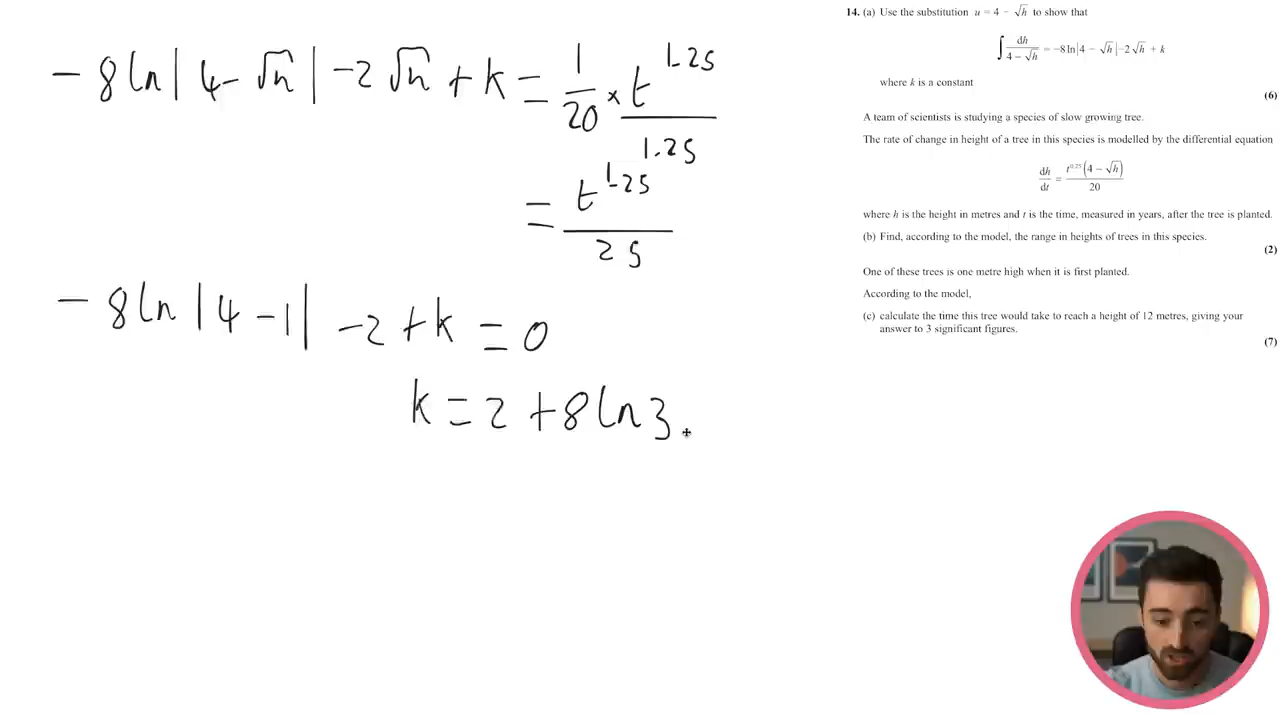 - 8 ln | 4 - √h | - 2 √h + k = 1/20 × t^1.25/1.25
= t^1.25/25
- 8 ln | 4 - 1 | - 2 + k = 0
k = 2 + 8 ln 3.
14. (a) Use the substitution u = 4 − √h to show that
∫ dh/(4 − √h) = −8 ln|4 − √h| −2√h + k
where k is a constant
(6)
A team of scientists is studying a species of slow growing tree.
The rate of change in height of a tree in this species is modelled by the differential equation
dh/dt = t^0.25(4 − √h)/20
where h is the height in metres and t is the time, measured in years, after the tree is planted.
(b) Find, according to the model, the range in heights of trees in this species.
(2)
One of these trees is one metre high when it is first planted.
According to the model,
(c) calculate the time this tree would take to reach a height of 12 metres, giving your
answer to 3 significant figures.
(7)